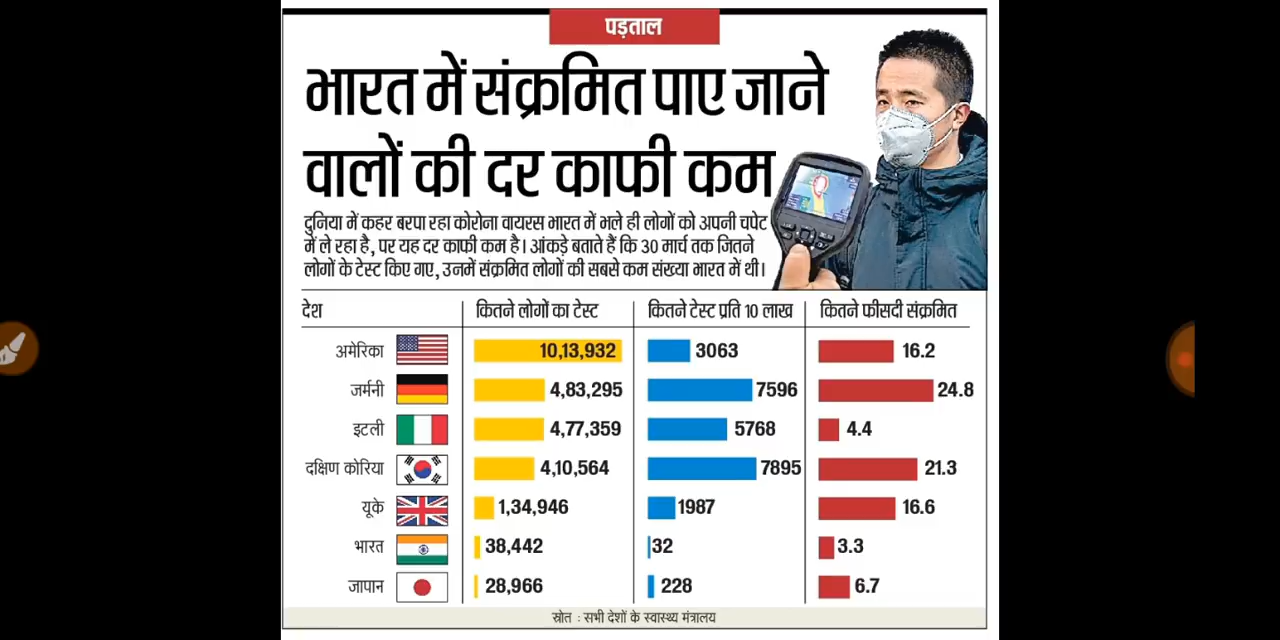 पड़ताल
भारत में संक्रमित पाए जाने
वालों की दर काफी कम
दुनिया में कहर बरपा रहा कोरोना वायरस भारत में भले ही लोगों को अपनी चपेट
में ले रहा है, पर यह दर काफी कम है। आंकड़े बताते हैं कि 30 मार्च तक जितने
लोगों के टेस्ट किए गए, उनमें संक्रमित लोगों की सबसे कम संख्या भारत में थी।
देश कितने लोगों का टेस्ट कितने टेस्ट प्रति 10 लाख कितने फीसदी संक्रमित
अमेरिका 10,13,932 3063 16.2
जर्मनी 4,83,295 7596 24.8
इटली 4,77,359 5768 4.4
दक्षिण कोरिया 4,10,564 7895 21.3
यूके 1,34,946 1987 16.6
भारत 38,442 32 3.3
जापान 28,966 228 6.7
स्रोत : सभी देशों के स्वास्थ्य मंत्रालय